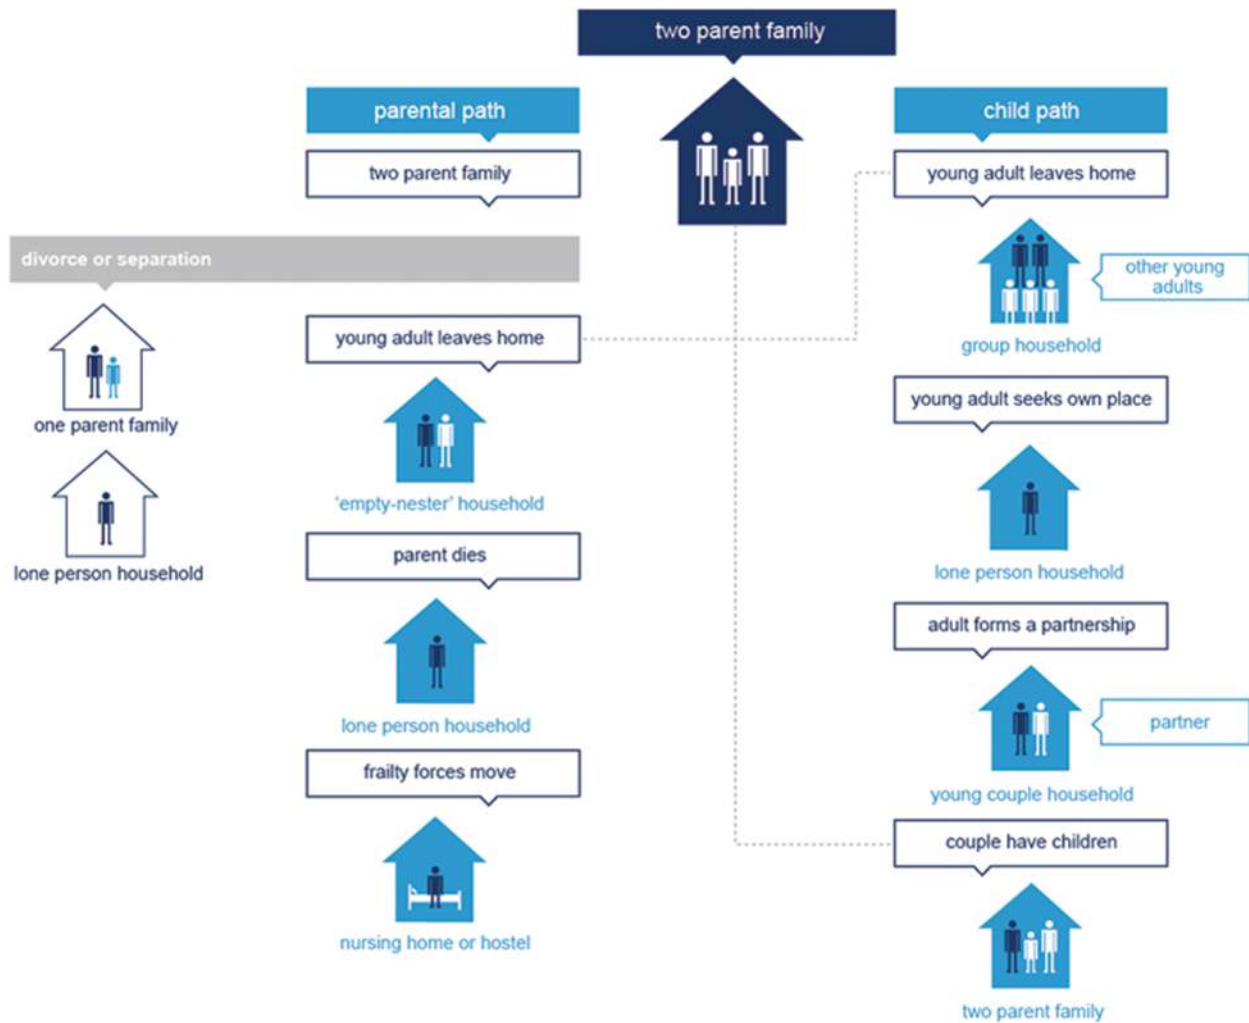 two parent family
parental path
two parent family
divorce or separation
one parent family
lone person household
young adult leaves home
'empty-nester' household
parent dies
lone person household
frailty forces move
nursing home or hostel
child path
young adult leaves home
other young
adults
group household
young adult seeks own place
lone person household
adult forms a partnership
partner
young couple household
couple have children
two parent family